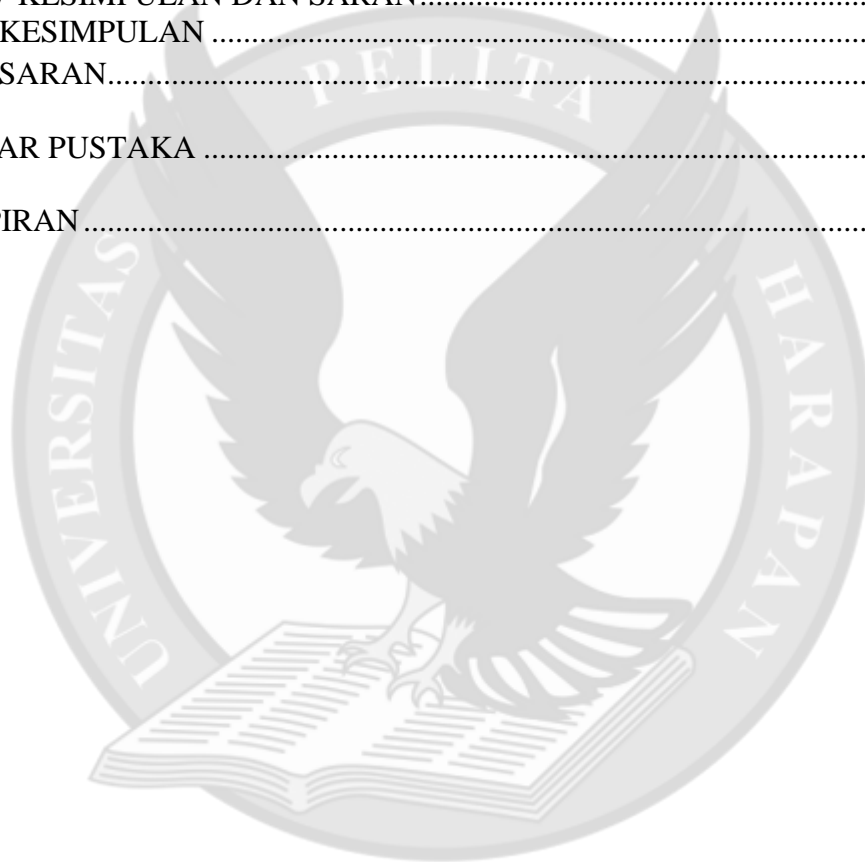 KESIMPULAN DAN SARAN
KESIMPULAN
SARAN
AR PUSTAKA
PIRAN
UNIVERSITAS PELITA HARAPAN